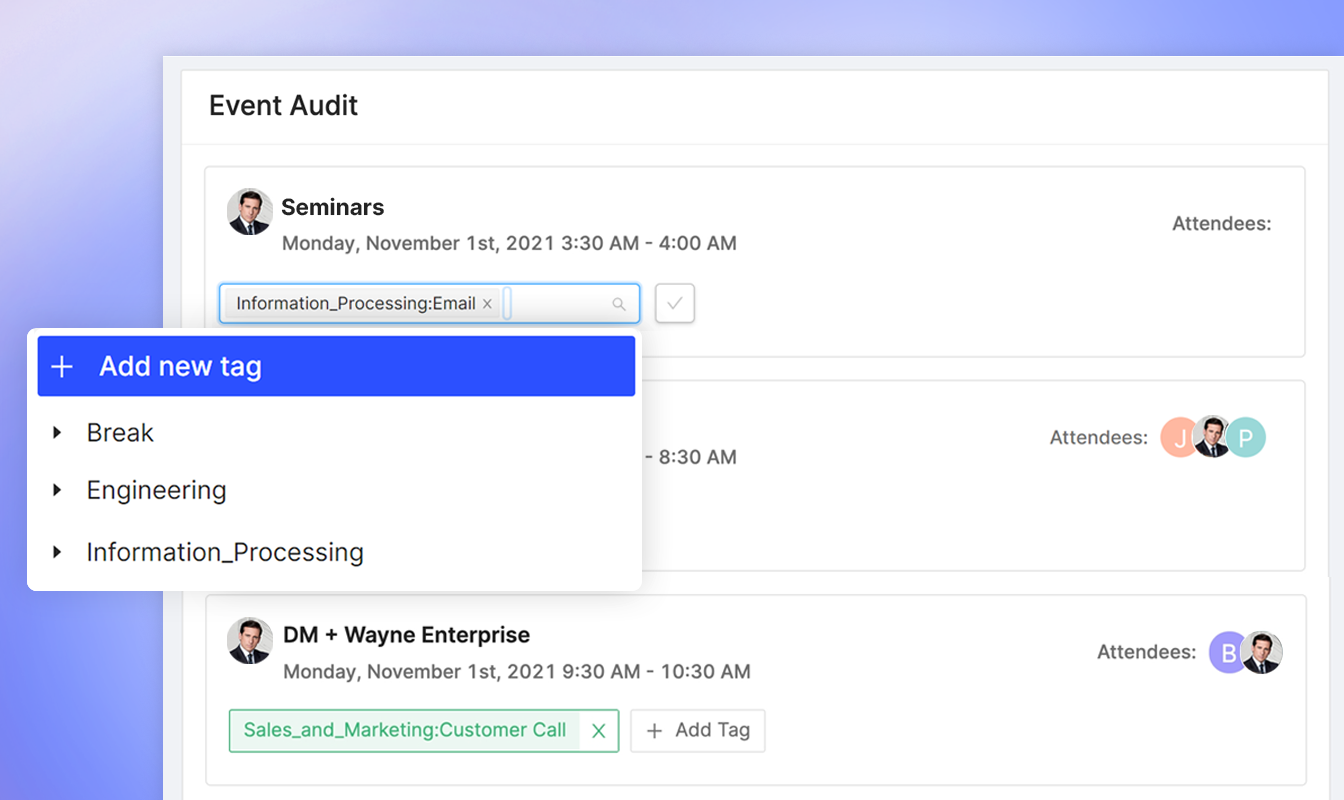 Event Audit
Seminars
Monday, November 1st, 2021 3:30 AM - 4:00 AM
Attendees:
Information_Processing:Email ×
+ Add new tag
Break
Engineering
Information_Processing
- 8:30 AM
Attendees: J P
DM + Wayne Enterprise
Monday, November 1st, 2021 9:30 AM - 10:30 AM
Attendees: B
Sales_and_Marketing:Customer Call ×
+ Add Tag